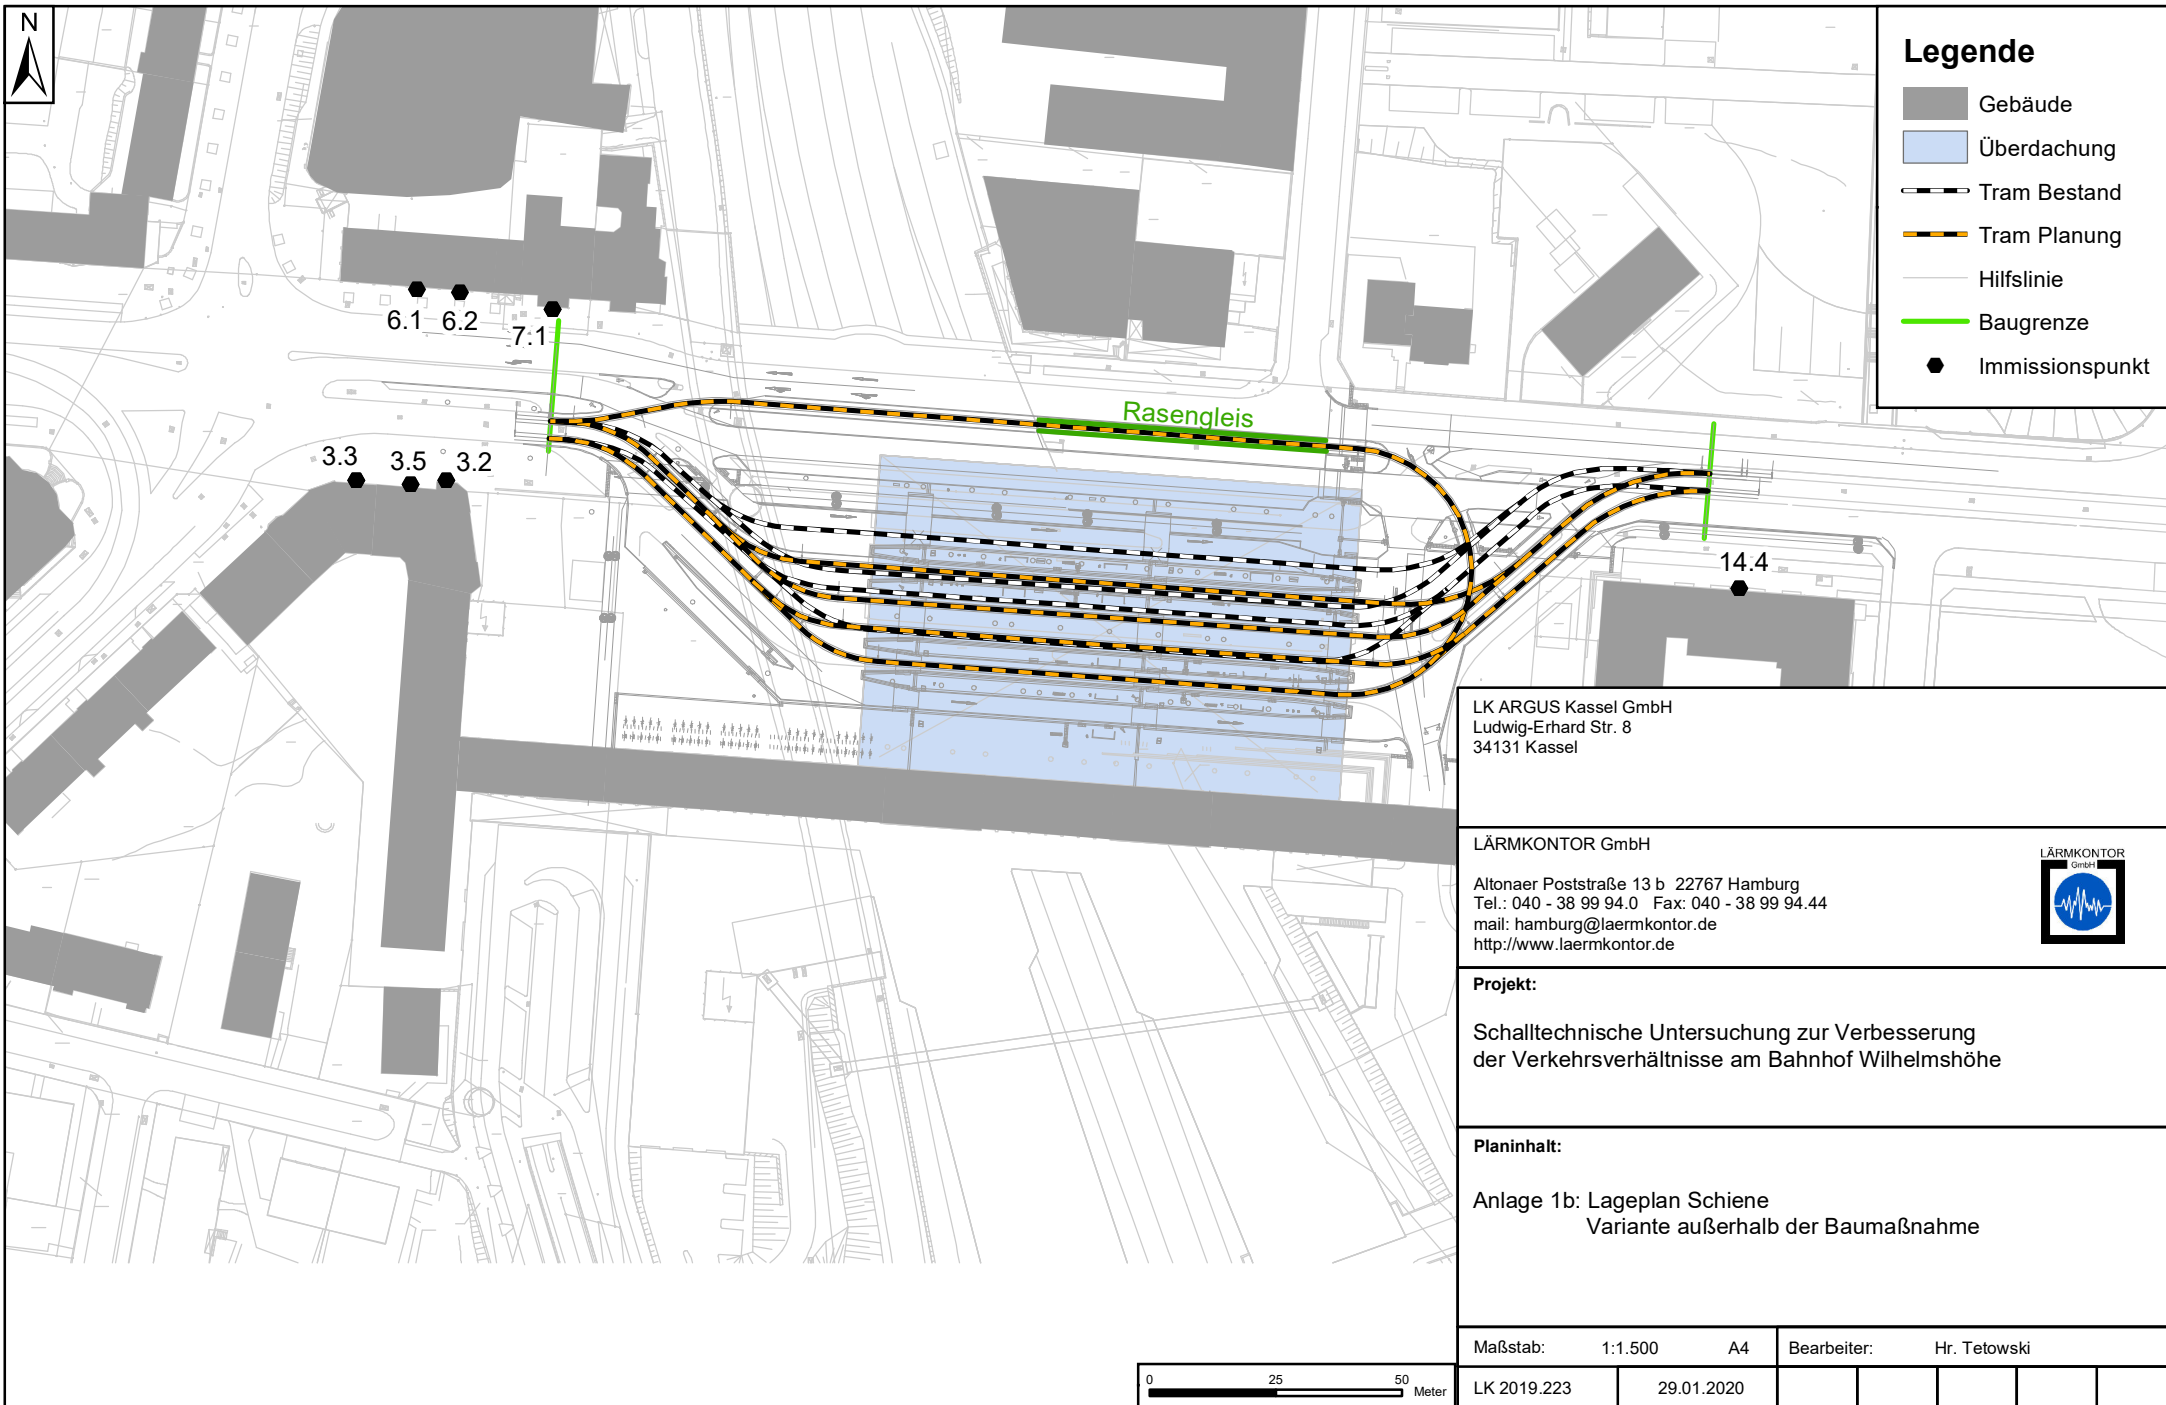 N
Legende
Gebäude
Überdachung
Tram Bestand
Tram Planung
Hilfslinie
Baugrenze
Immissionspunkt
6.1
6.2
7.1
Rasengleis
3.3
3.5
3.2
14.4
LK ARGUS Kassel GmbH
Ludwig-Erhard Str. 8
34131 Kassel
LÄRMKONTOR GmbH
Altonaer Poststraße 13 b 22767 Hamburg
Tel.: 040 - 38 99 94.0 Fax: 040 - 38 99 94.44
mail: hamburg@laermkontor.de
http://www.laermkontor.de
LÄRMKONTOR
GmbH
Projekt:
Schalltechnische Untersuchung zur Verbesserung
der Verkehrsverhältnisse am Bahnhof Wilhelmshöhe
Planinhalt:
Anlage 1b: Lageplan Schiene
Variante außerhalb der Baumaßnahme
Maßstab: 1:1.500 A4 Bearbeiter: Hr. Tetowski
LK 2019.223 29.01.2020
0 25 50 Meter